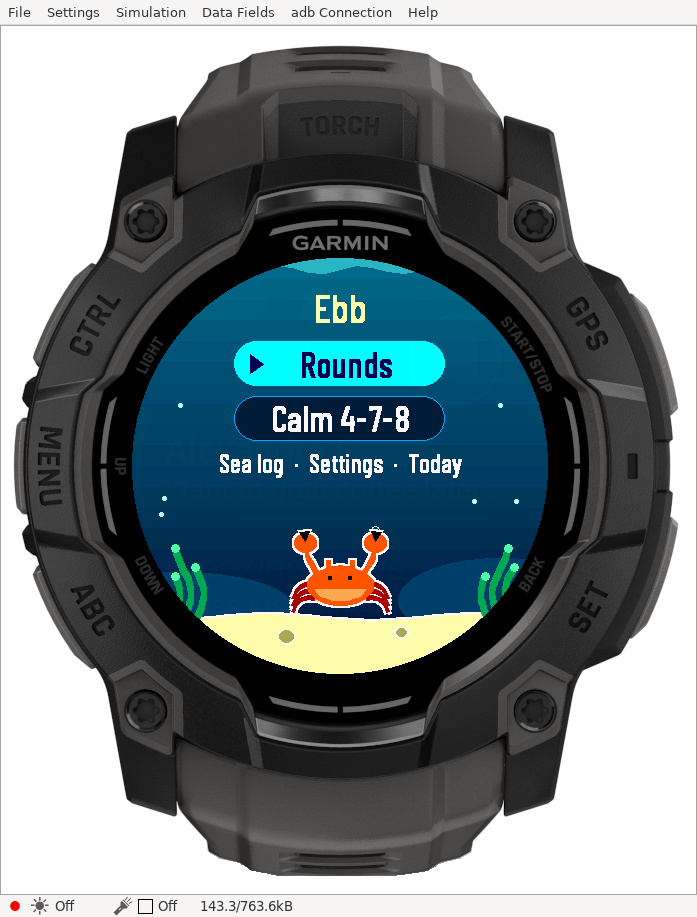 File Settings Simulation Data Fields adb Connection Help
TORCH
GARMIN
CTRL
GPS
LIGHT
START/STOP
Ebb
Rounds
Calm 4-7-8
Sea log · Settings · Today
MENU
UP
DOWN
BACK
ABC
SET
Off Off 143.3/763.6kB